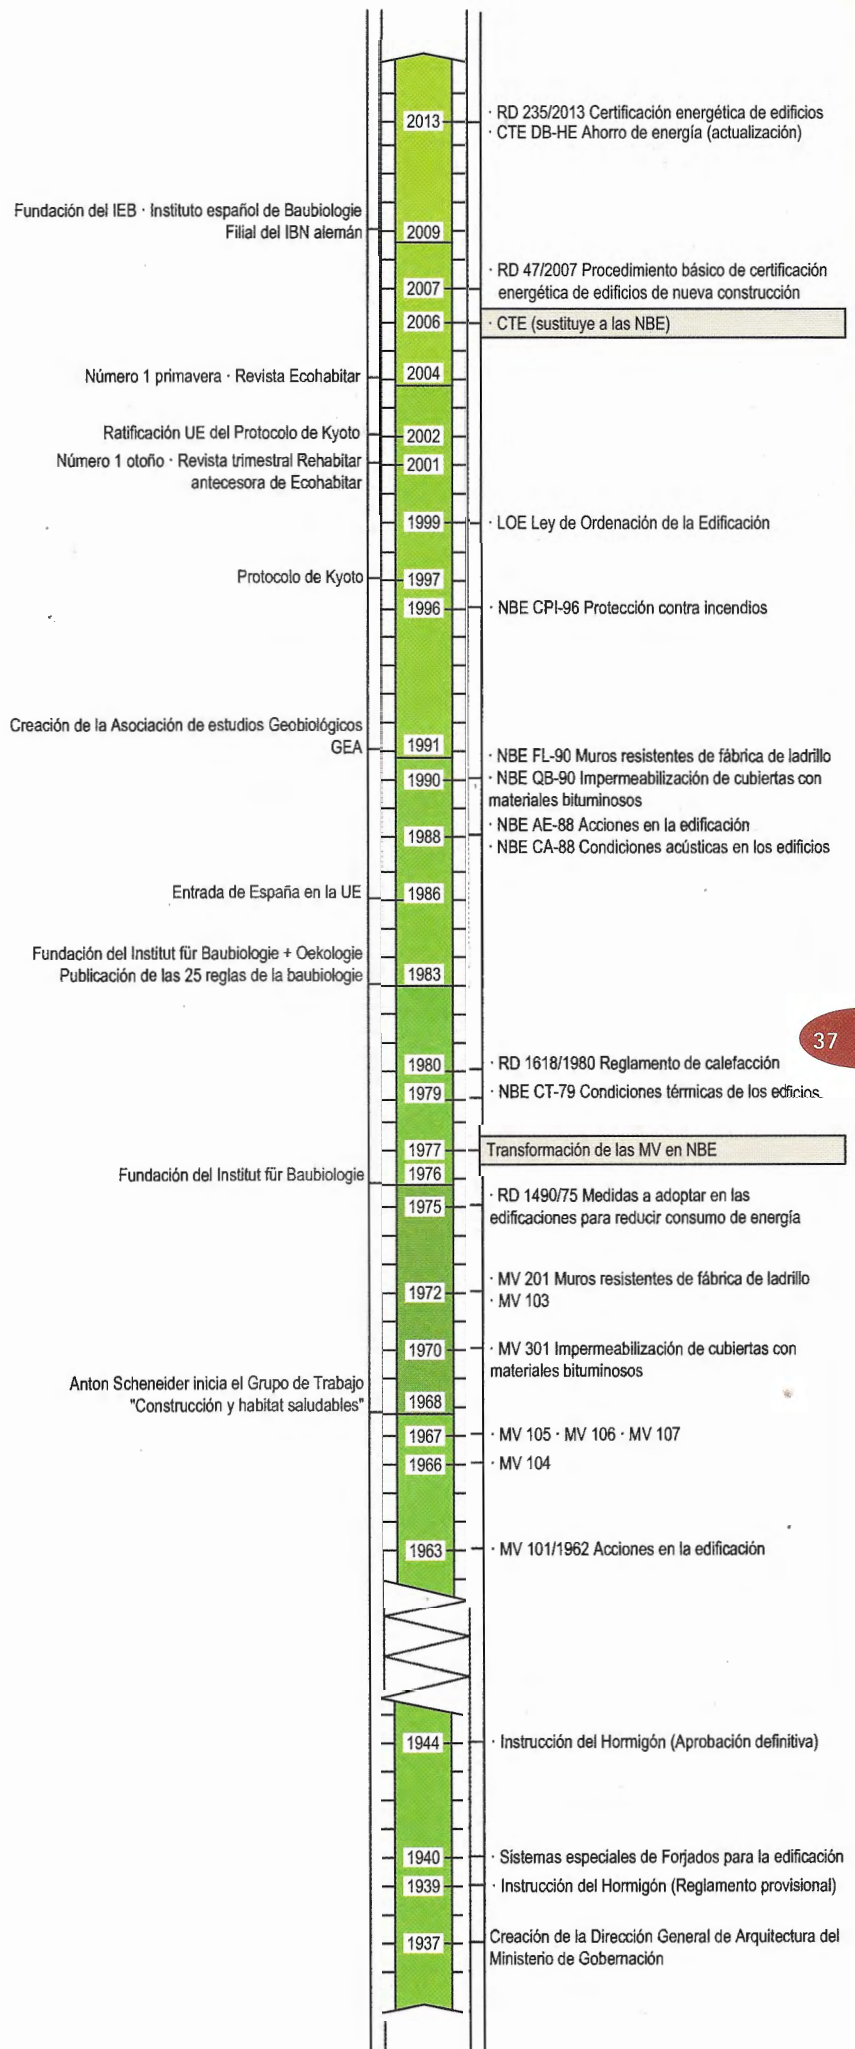 2013
· RD 235/2013 Certificación energética de edificios
· CTE DB-HE Ahorro de energía (actualización)
Fundación del IEB · Instituto español de Baubiologie
Filial del IBN alemán
2009
2007
· RD 47/2007 Procedimiento básico de certificación
energética de edificios de nueva construcción
2006
· CTE (sustituye a las NBE)
Número 1 primavera · Revista Ecohabitar
2004
Ratificación UE del Protocolo de Kyoto
2002
Número 1 otoño · Revista trimestral Rehabitar
antecesora de Ecohabitar
2001
1999
· LOE Ley de Ordenación de la Edificación
Protocolo de Kyoto
1997
1996
· NBE CPI-96 Protección contra incendios
Creación de la Asociación de estudios Geobiológicos
GEA
1991
1990
· NBE FL-90 Muros resistentes de fábrica de ladrillo
· NBE QB-90 Impermeabilización de cubiertas con
materiales bituminosos
1988
· NBE AE-88 Acciones en la edificación
· NBE CA-88 Condiciones acústicas en los edificios
Entrada de España en la UE
1986
Fundación del Institut für Baubiologie + Oekologie
Publicación de las 25 reglas de la baubiologie
1983
37
1980
· RD 1618/1980 Reglamento de calefacción
1979
· NBE CT-79 Condiciones térmicas de los edficios.
1977
Transformación de las MV en NBE
Fundación del Institut für Baubiologie
1976
1975
· RD 1490/75 Medidas a adoptar en las
edificaciones para reducir consumo de energía
1972
· MV 201 Muros resistentes de fábrica de ladrillo
· MV 103
1970
· MV 301 Impermeabilización de cubiertas con
materiales bituminosos
Anton Scheneider inicia el Grupo de Trabajo
"Construcción y habitat saludables"
1968
1967
· MV 105 · MV 106 · MV 107
1966
· MV 104
1963
· MV 101/1962 Acciones en la edificación
1944
· Instrucción del Hormigón (Aprobación definitiva)
1940
· Sistemas especiales de Forjados para la edificación
1939
· Instrucción del Hormigón (Reglamento provisional)
1937
Creación de la Dirección General de Arquitectura del
Ministerio de Gobernación